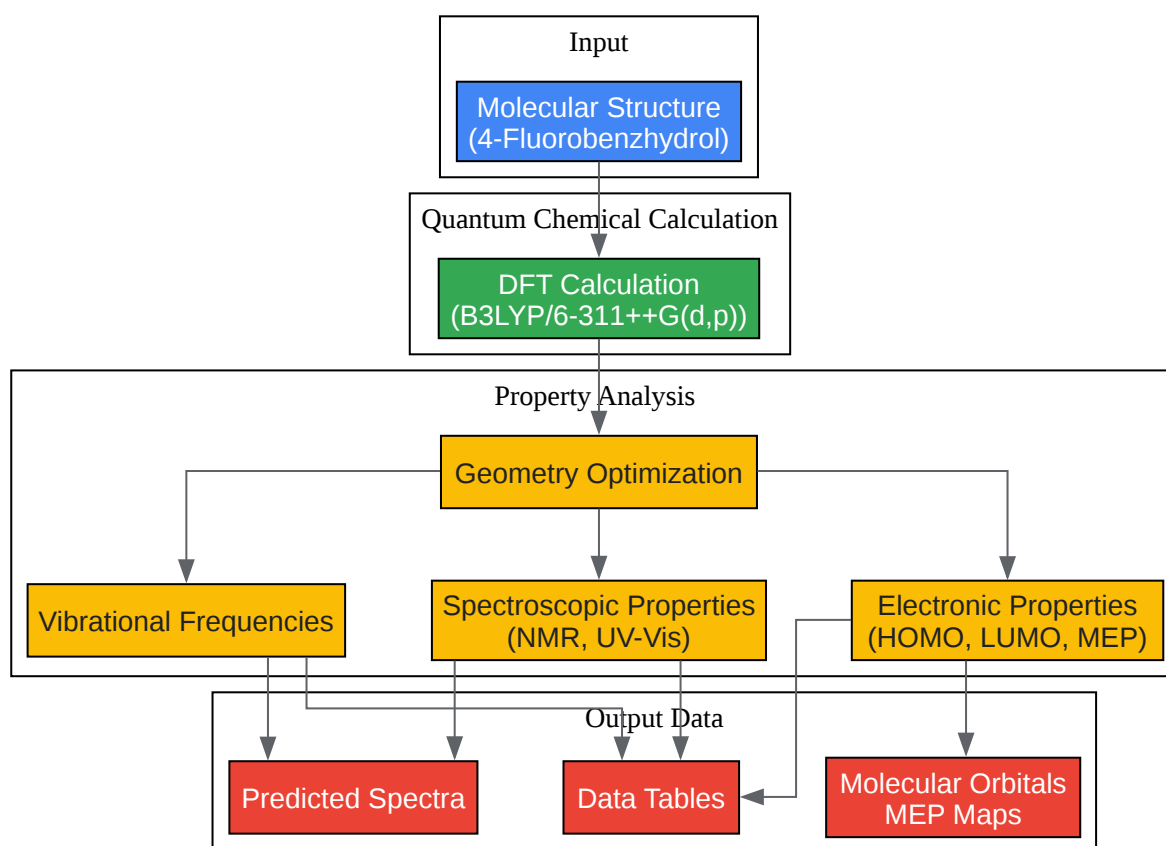 Input
Molecular Structure
(4-Fluorobenzhydrol)
Quantum Chemical Calculation
DFT Calculation
(B3LYP/6-311++G(d,p))
Property Analysis
Geometry Optimization
Vibrational Frequencies
Spectroscopic Properties
(NMR, UV-Vis)
Electronic Properties
(HOMO, LUMO, MEP)
Output Data
Predicted Spectra
Data Tables
Molecular Orbitals
MEP Maps